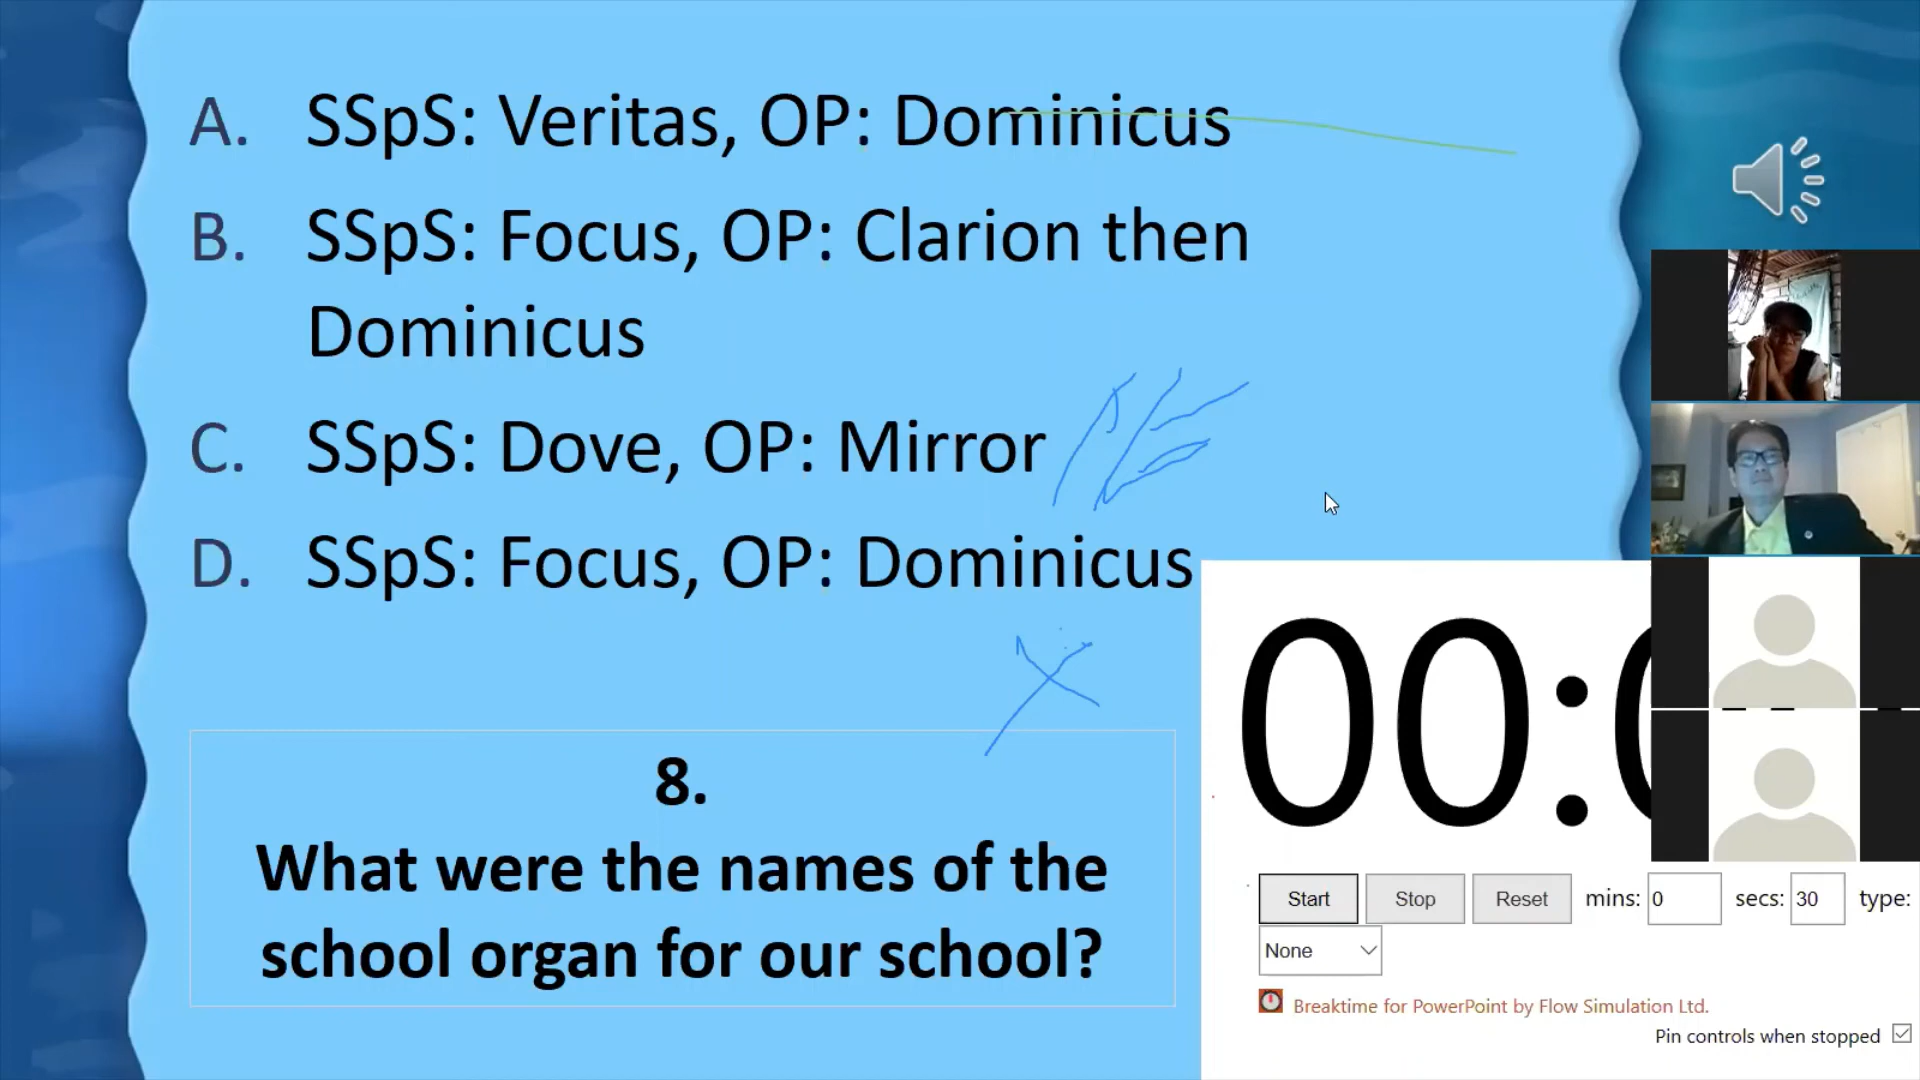 A. SSpS: Veritas, OP: Dominicus
B. SSpS: Focus, OP: Clarion then
Dominicus
C. SSpS: Dove, OP: Mirror
D. SSpS: Focus, OP: Dominicus
8.
What were the names of the
school organ for our school?
00:
Start Stop Reset mins: 0 secs: 30 type:
None
Breaktime for PowerPoint by Flow Simulation Ltd.
Pin controls when stopped